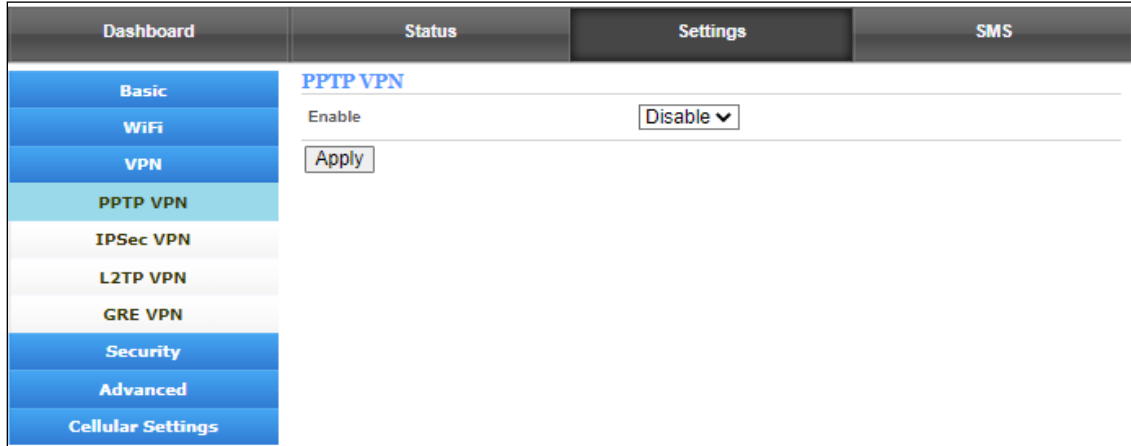 Dashboard Status Settings SMS
Basic
WiFi
VPN
PPTP VPN
IPSec VPN
L2TP VPN
GRE VPN
Security
Advanced
Cellular Settings
PPTP VPN
Enable Disable
Apply